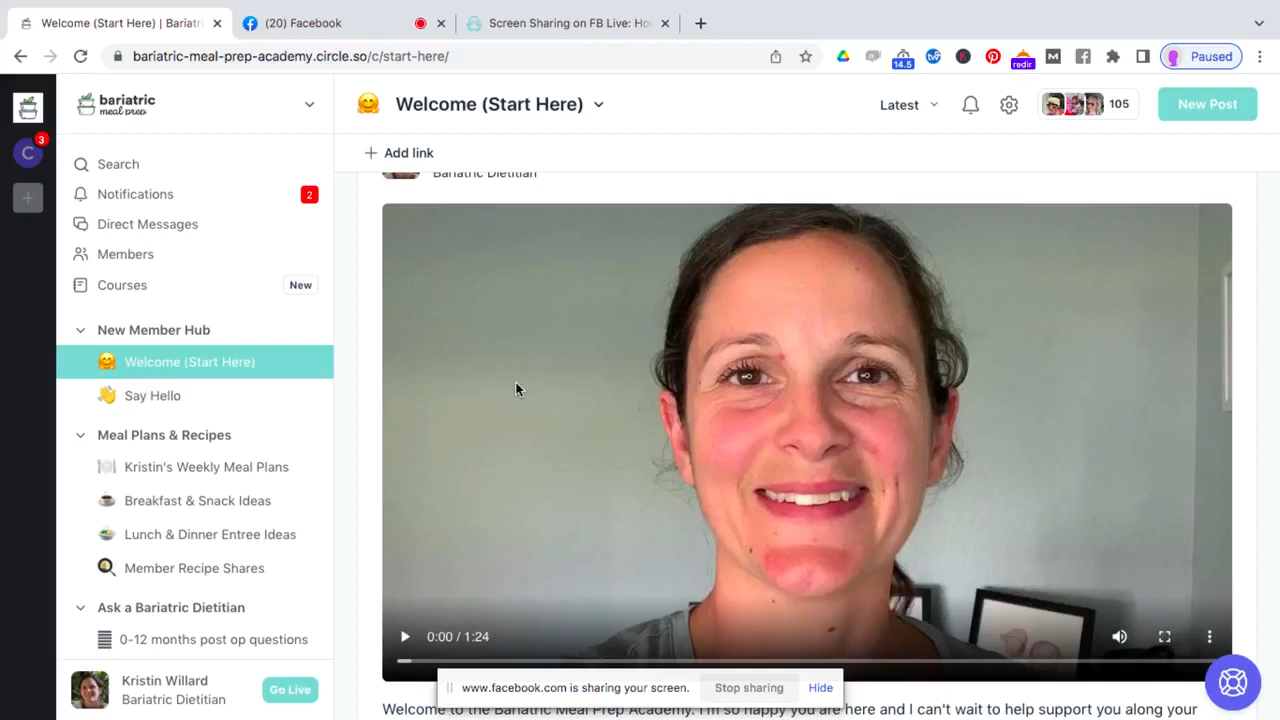 Welcome (Start Here) | Bariatri
(20) Facebook
Screen Sharing on FB Live: Ho
bariatric-meal-prep-academy.circle.so/c/start-here/
14.5
redir
Paused
bariatric
meal prep
Welcome (Start Here)
Latest
105
New Post
C
3
Add link
Search
Notifications
2
Direct Messages
Members
Courses
New
New Member Hub
Welcome (Start Here)
Say Hello
Meal Plans & Recipes
Kristin's Weekly Meal Plans
Breakfast & Snack Ideas
Lunch & Dinner Entree Ideas
Member Recipe Shares
Ask a Bariatric Dietitian
0-12 months post op questions
Kristin Willard
Bariatric Dietitian
Go Live
Bariatric Dietitian
0:00 / 1:24
www.facebook.com is sharing your screen.
Stop sharing
Hide
Welcome to the Bariatric Meal Prep Academy. I'm so happy you are here and I can't wait to help support you along your